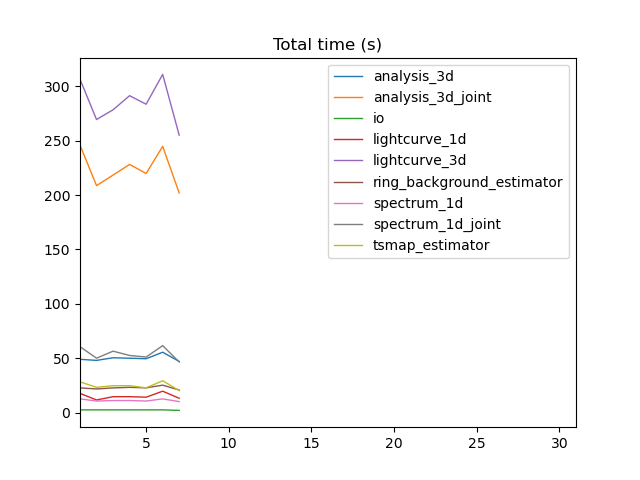 Total time (s)
300
250
200
150
100
50
0
5
10
15
20
25
30
analysis_3d
analysis_3d_joint
io
lightcurve_1d
lightcurve_3d
ring_background_estimator
spectrum_1d
spectrum_1d_joint
tsmap_estimator